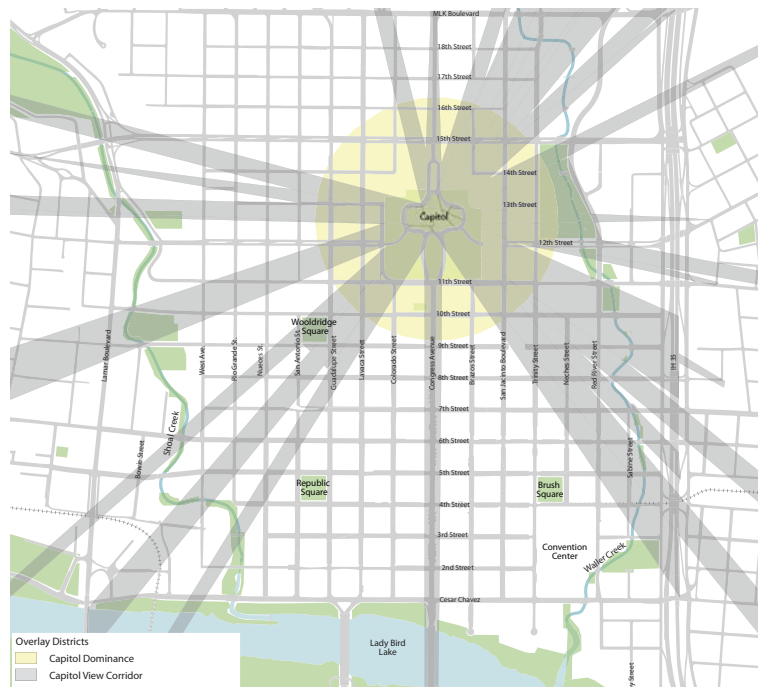 MLK Boulevard
18th Street
17th Street
16th Street
15th Street
14th Street
13th Street
Capitol
12th Street
11th Street
10th Street
Wooldridge
Square
9th Street
8th Street
7th Street
6th Street
5th Street
4th Street
3rd Street
2nd Street
Cesar Chavez
Lamar Boulevard
Bowie Street
Shoal Creek
West Ave.
Rio Grande St.
Nueces St.
San Antonio St.
Guadalupe Street
Lavaca Street
Colorado Street
Congress Avenue
Brazos Street
San Jacinto Boulevard
Trinity Street
Neches Street
Red River Street
Sabine Street
IH 35
Republic
Square
Brush
Square
Convention
Center
Waller Creek
Lady Bird
Lake
y Street
Overlay Districts
Capitol Dominance
Capitol View Corridor